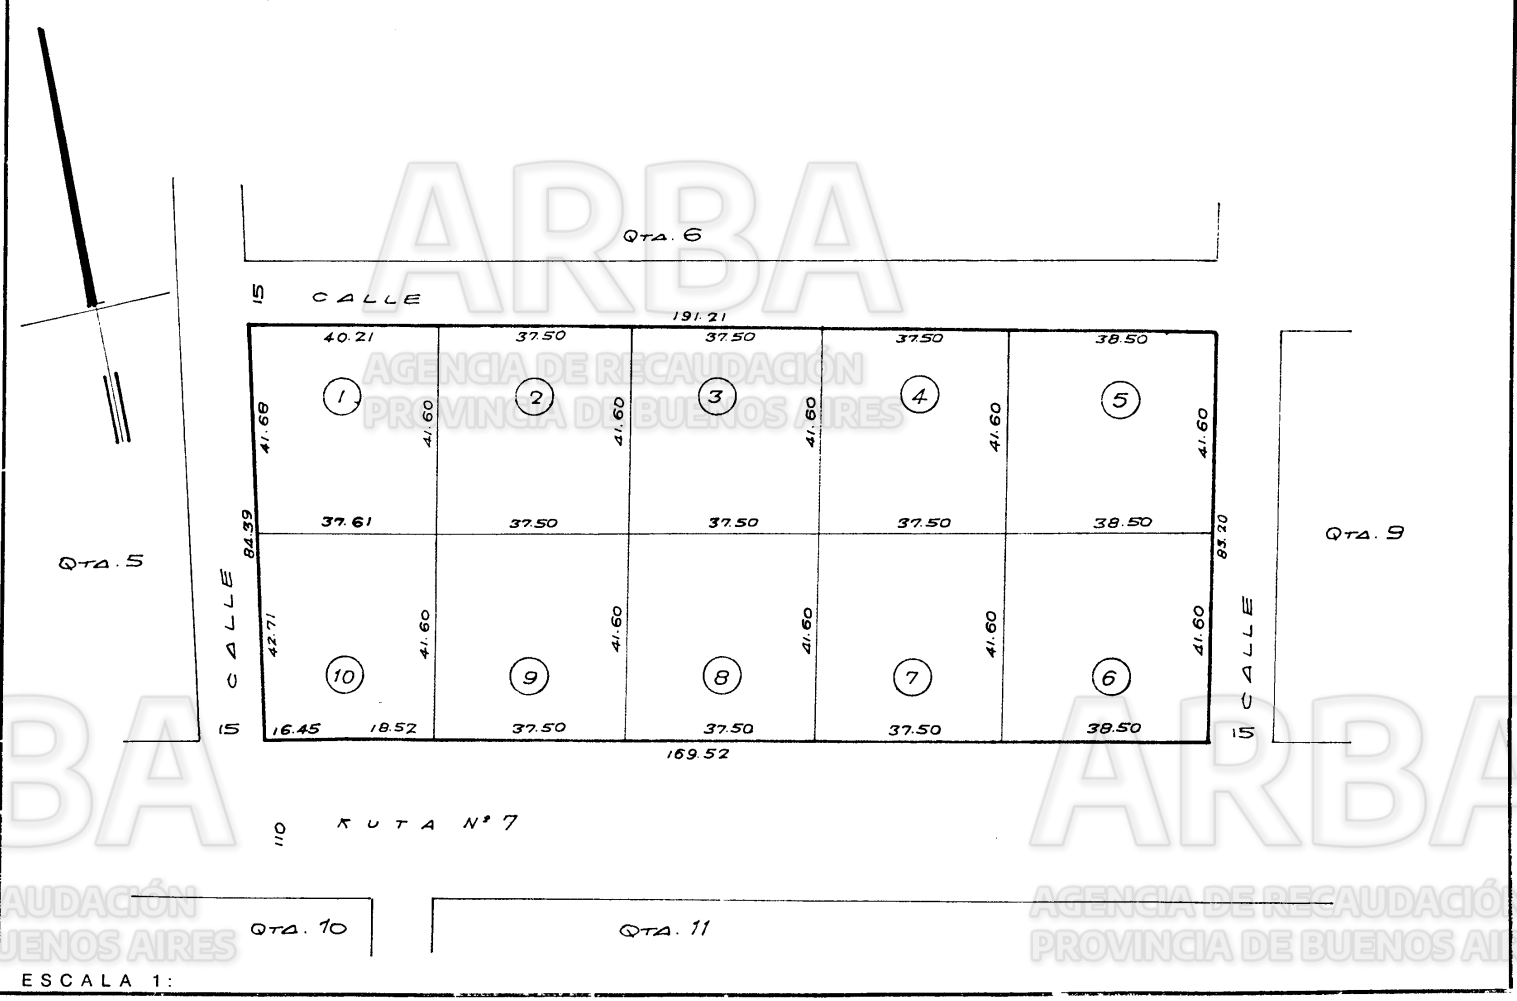 ARBA
AGENCIA DE RECAUDACIÓN
PROVINCIA DE BUENOS AIRES
QTA. 6
15 CALLE
191.21
40.21 37.50 37.50 37.50 38.50
1 2 3 4 5
41.68 41.60 41.60 41.60 41.60 41.60
37.61 37.50 37.50 37.50 38.50
84.39
83.20
QTA. 5
QTA. 9
CALLE
CALLE
42.71 41.60 41.60 41.60 41.60 41.60
10 9 8 7 6
15 16.45 18.52 37.50 37.50 37.50 38.50 15
169.52
110 RUTA Nº 7
BA
ARBA
AUDACIÓN
AGENCIA DE RECAUDACIÓ
UENOS AIRES
PROVINCIA DE BUENOS AI
QTA. 10
QTA. 11
ESCALA 1: